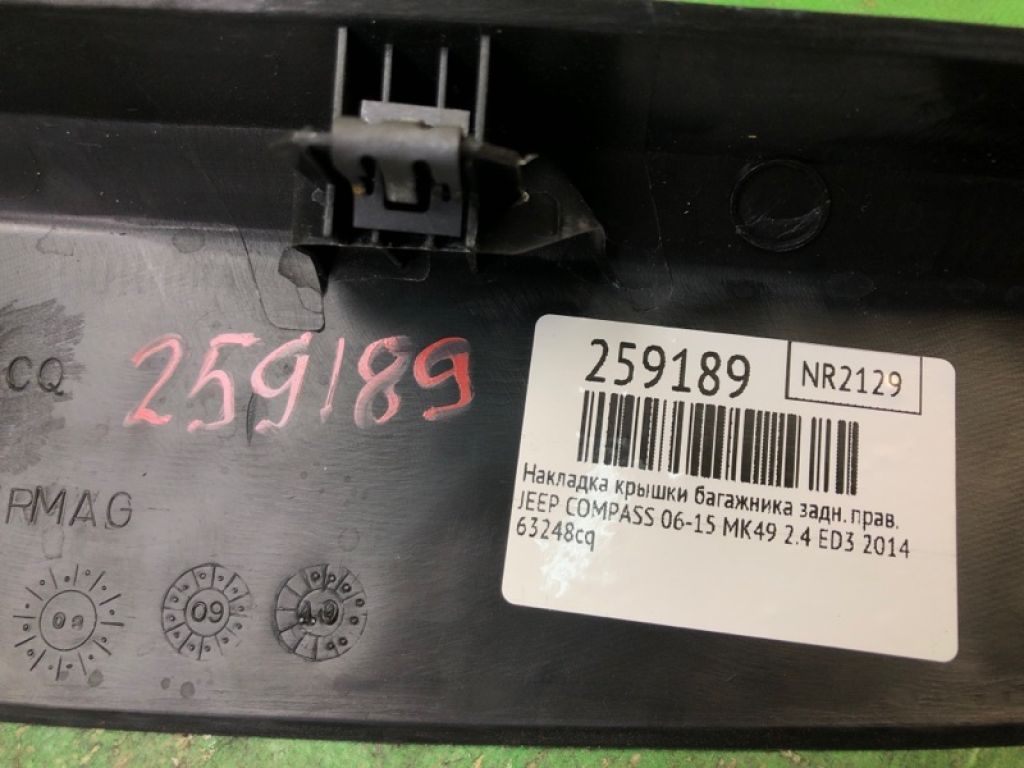 CQ
259189
RMAG
09
10
259189
NR2129
Накладка крышки багажника задн. прав.
JEEP COMPASS 06-15 MK49 2.4 ED3 2014
63248cq